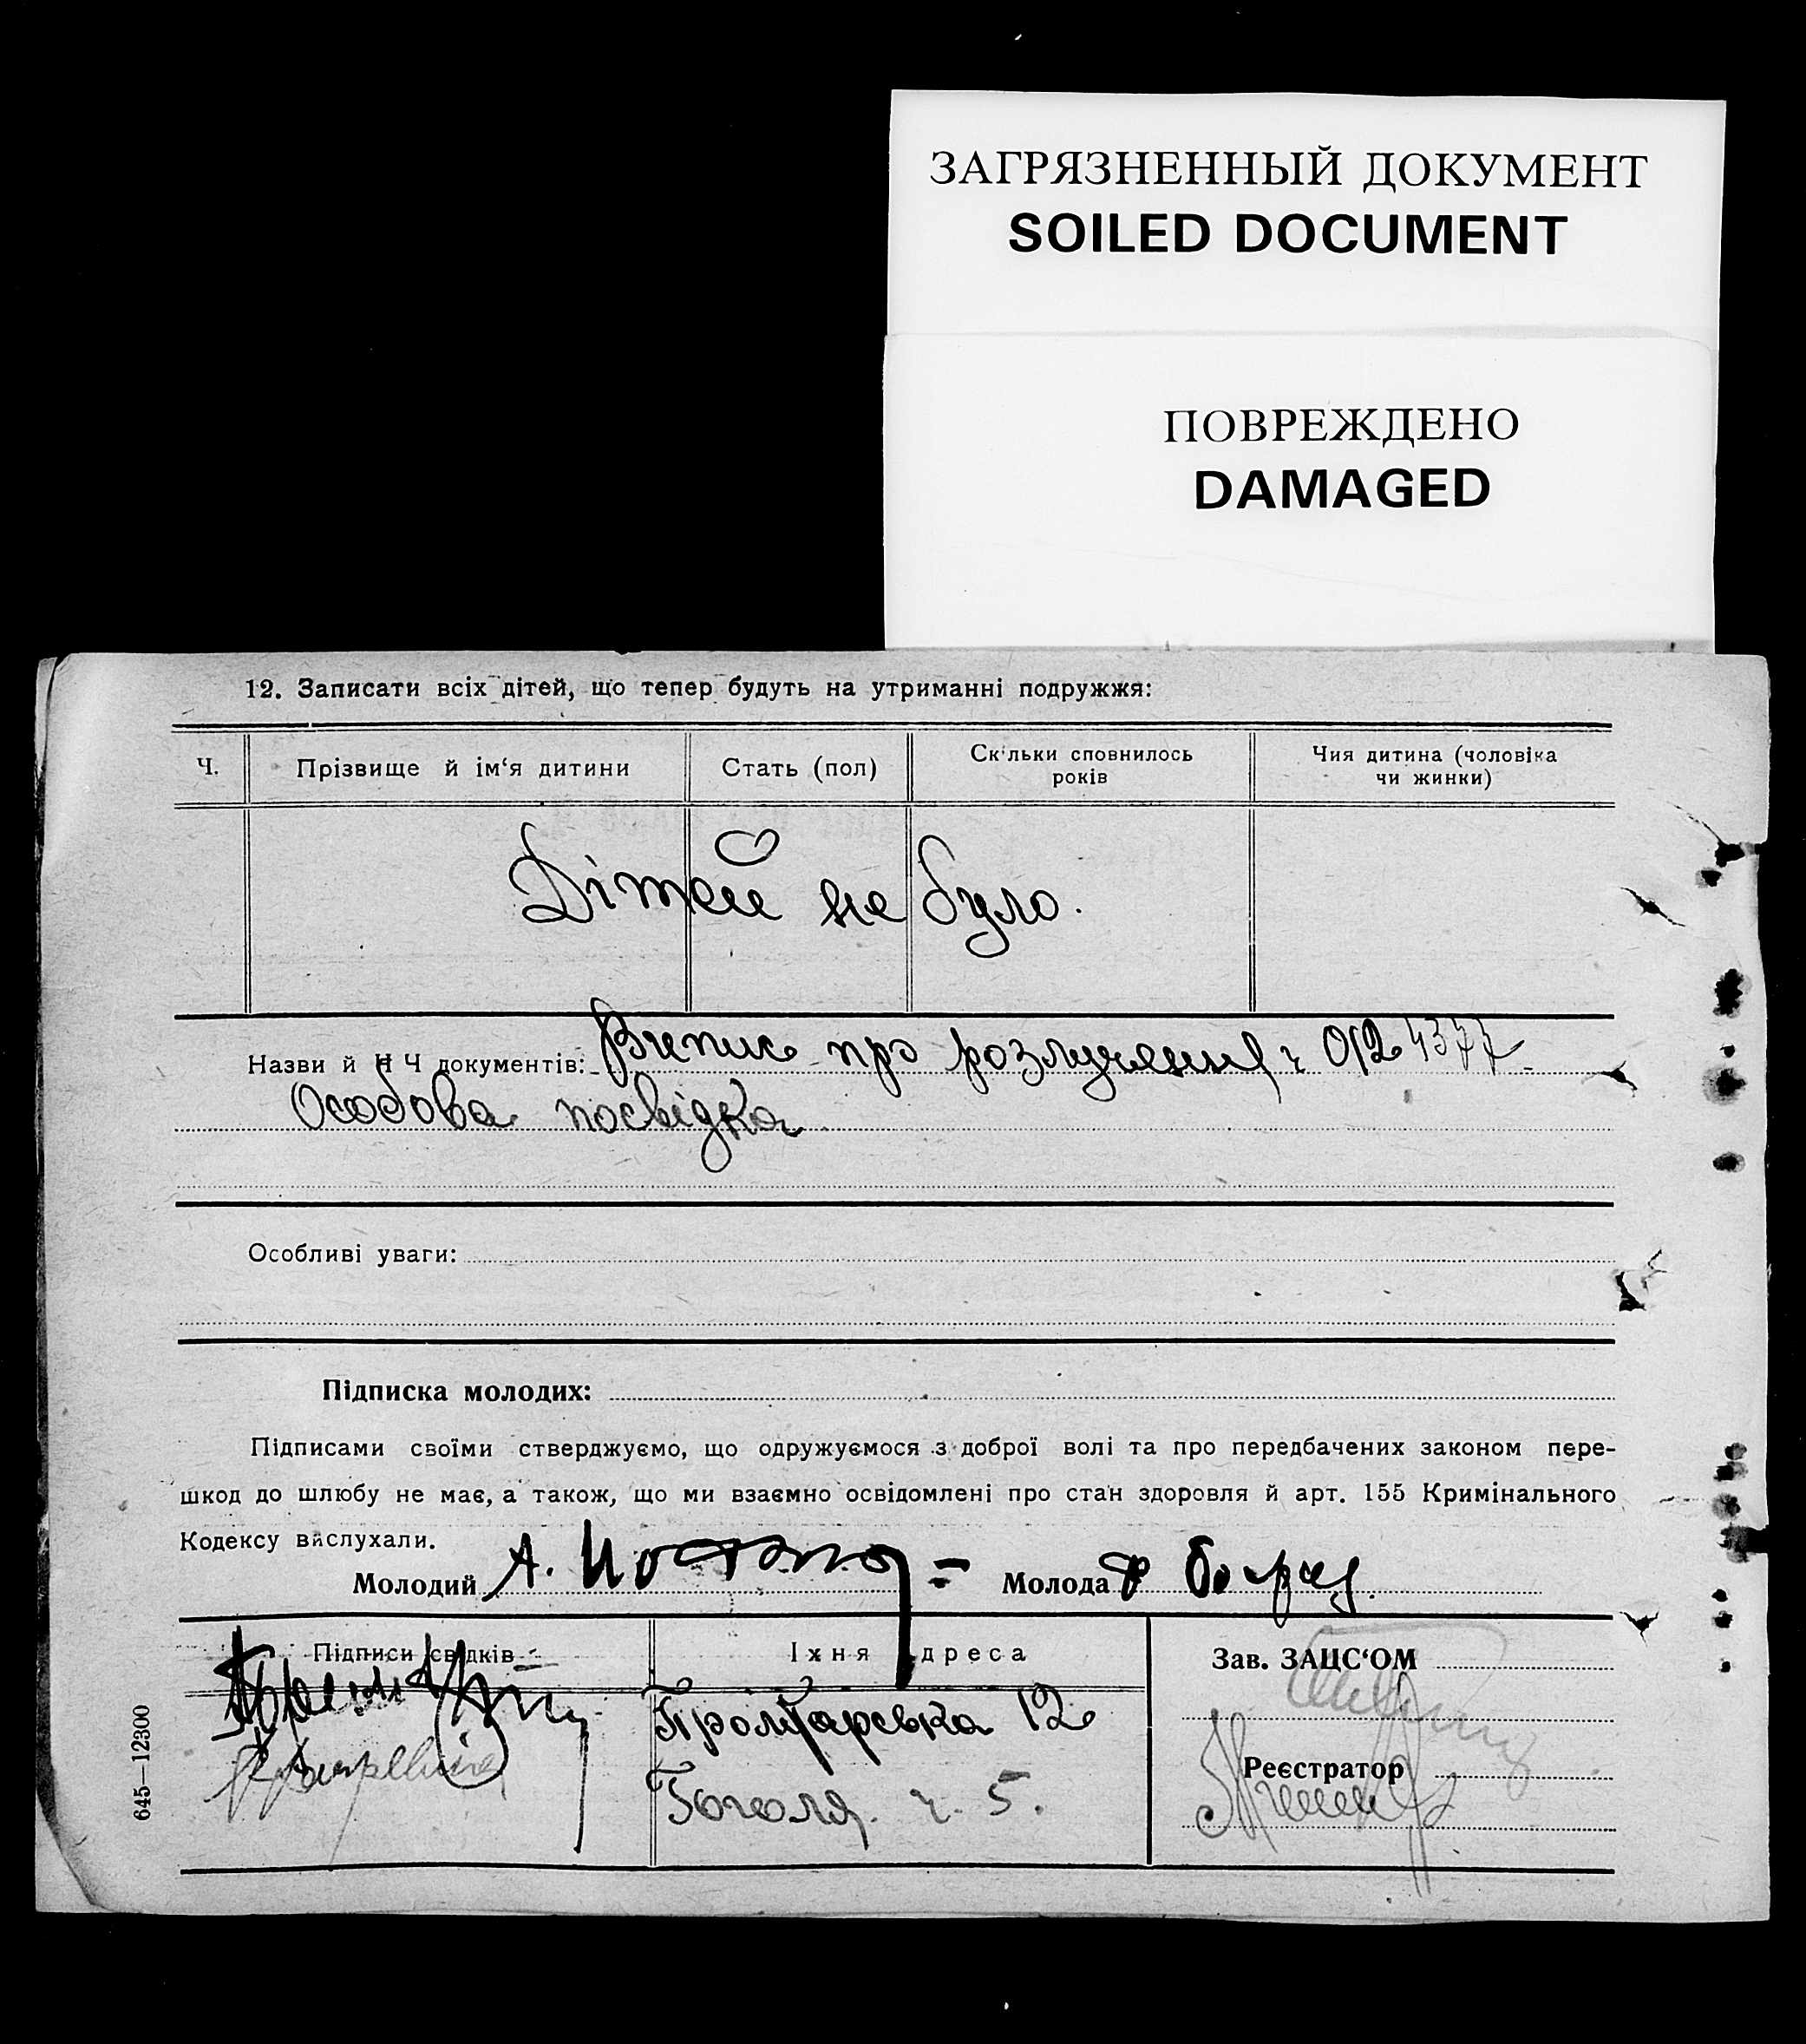 ЗАГРЯЗНЕННЫЙ ДОКУМЕНТ
SOILED DOCUMENT
ПОВРЕЖДЕНО
DAMAGED
12. Записати всіх дітей, що тепер будуть на утриманні подружжя:
Ч. Прізвище й ім‘я дитини Стать (пол) Скільки сповнилось років Чия дитина (чоловіка чи жинки)
Дітей не було.
Назви й Ч Ч документів: Випис про розлучення ч 012 4377
Особова посвідка
Особливі уваги:
Підписка молодих:
Підписами своїми стверджуємо, що одружуємося з доброї волі та про передбачених законом пере-
шкод до шлюбу не має, а також, що ми взаємно освідомлені про стан здоровля й арт. 155 Кримінального
Кодексу вислухали.
Молодий А. Молода
Підписи свідків Їхня адреса Зав. ЗАЦС‘ОМ
12
Реєстратор
Гоголя ч. 5.
645—12300